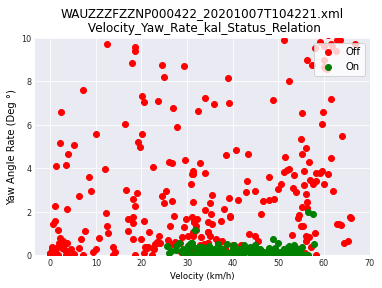 WAUZZZFZZNP000422_20201007T104221.xml
Velocity_Yaw_Rate_kal_Status_Relation
Off
On
Yaw Angle Rate (Deg °)
10
8
6
4
2
0
0 10 20 30 40 50 60 70
Velocity (km/h)